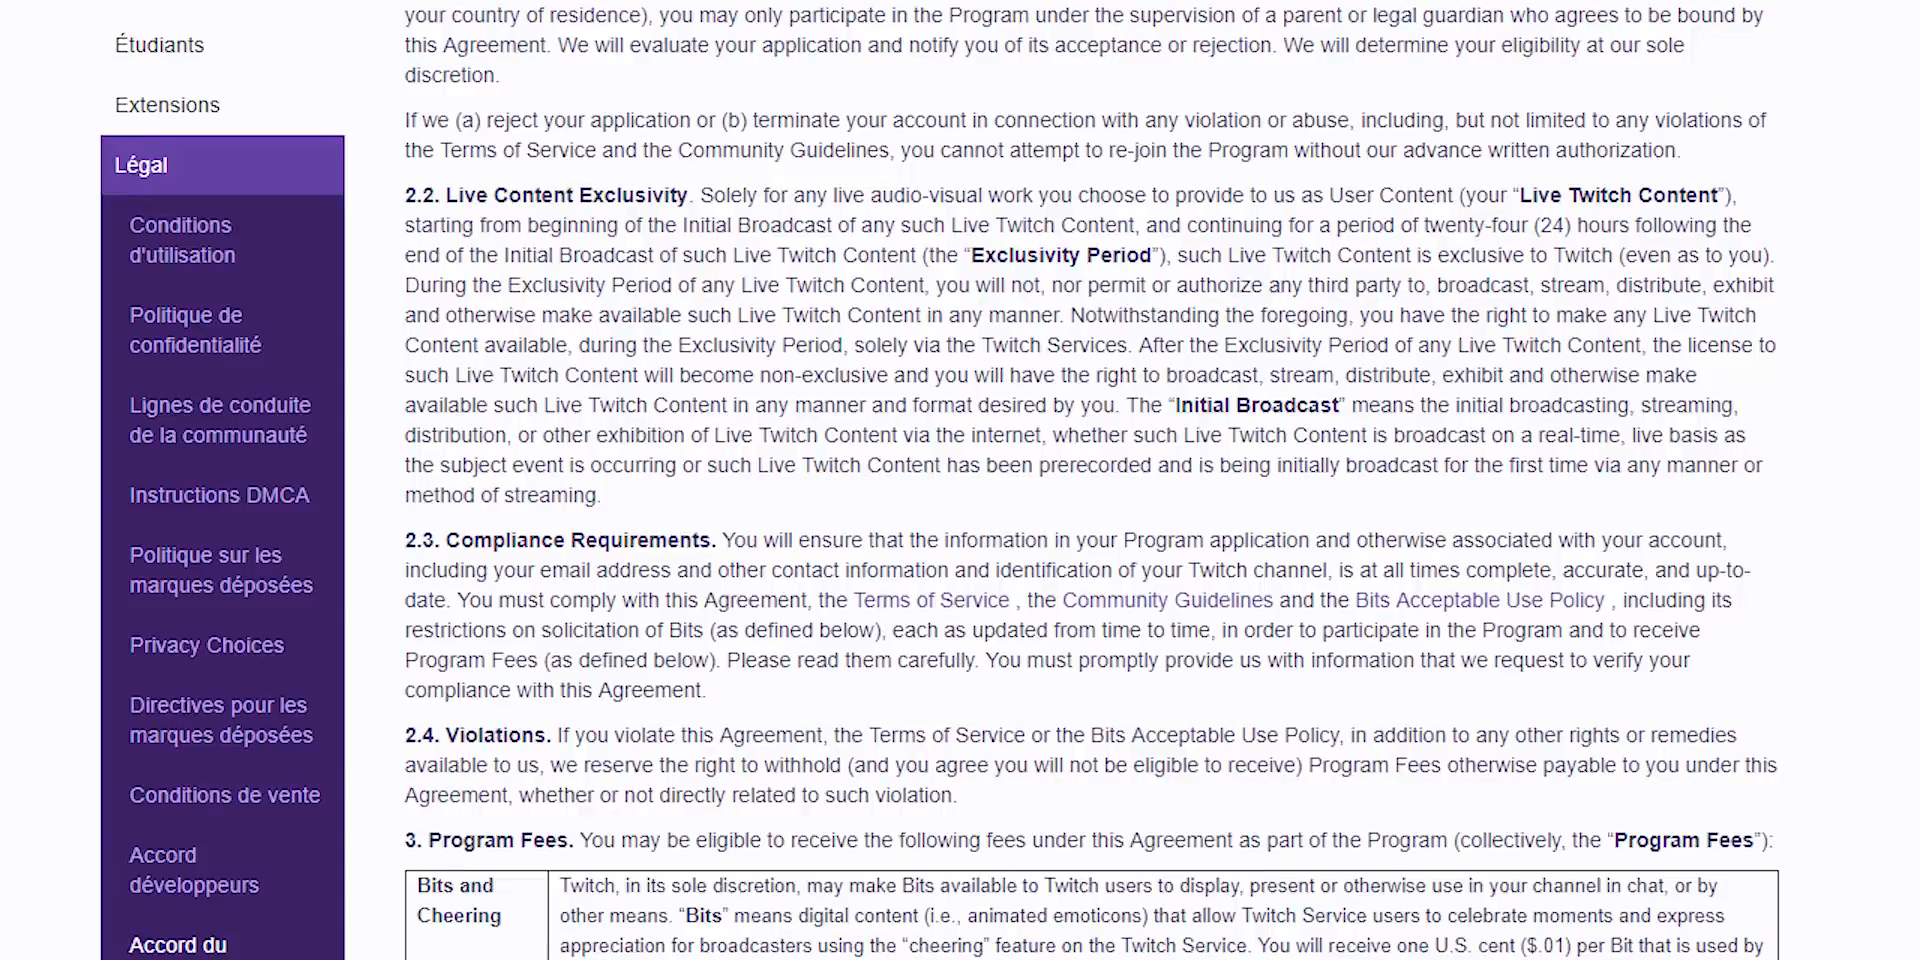 Étudiants
Extensions
Légal
Conditions
d'utilisation
Politique de
confidentialité
Lignes de conduite
de la communauté
Instructions DMCA
Politique sur les
marques déposées
Privacy Choices
Directives pour les
marques déposées
Conditions de vente
Accord
développeurs
Accord du
your country of residence), you may only participate in the Program under the supervision of a parent or legal guardian who agrees to be bound by
this Agreement. We will evaluate your application and notify you of its acceptance or rejection. We will determine your eligibility at our sole
discretion.
If we (a) reject your application or (b) terminate your account in connection with any violation or abuse, including, but not limited to any violations of
the Terms of Service and the Community Guidelines, you cannot attempt to re-join the Program without our advance written authorization.
2.2. Live Content Exclusivity. Solely for any live audio-visual work you choose to provide to us as User Content (your “Live Twitch Content”),
starting from beginning of the Initial Broadcast of any such Live Twitch Content, and continuing for a period of twenty-four (24) hours following the
end of the Initial Broadcast of such Live Twitch Content (the “Exclusivity Period”), such Live Twitch Content is exclusive to Twitch (even as to you).
During the Exclusivity Period of any Live Twitch Content, you will not, nor permit or authorize any third party to, broadcast, stream, distribute, exhibit
and otherwise make available such Live Twitch Content in any manner. Notwithstanding the foregoing, you have the right to make any Live Twitch
Content available, during the Exclusivity Period, solely via the Twitch Services. After the Exclusivity Period of any Live Twitch Content, the license to
such Live Twitch Content will become non-exclusive and you will have the right to broadcast, stream, distribute, exhibit and otherwise make
available such Live Twitch Content in any manner and format desired by you. The “Initial Broadcast” means the initial broadcasting, streaming,
distribution, or other exhibition of Live Twitch Content via the internet, whether such Live Twitch Content is broadcast on a real-time, live basis as
the subject event is occurring or such Live Twitch Content has been prerecorded and is being initially broadcast for the first time via any manner or
method of streaming.
2.3. Compliance Requirements. You will ensure that the information in your Program application and otherwise associated with your account,
including your email address and other contact information and identification of your Twitch channel, is at all times complete, accurate, and up-to-
date. You must comply with this Agreement, the Terms of Service , the Community Guidelines and the Bits Acceptable Use Policy , including its
restrictions on solicitation of Bits (as defined below), each as updated from time to time, in order to participate in the Program and to receive
Program Fees (as defined below). Please read them carefully. You must promptly provide us with information that we request to verify your
compliance with this Agreement.
2.4. Violations. If you violate this Agreement, the Terms of Service or the Bits Acceptable Use Policy, in addition to any other rights or remedies
available to us, we reserve the right to withhold (and you agree you will not be eligible to receive) Program Fees otherwise payable to you under this
Agreement, whether or not directly related to such violation.
3. Program Fees. You may be eligible to receive the following fees under this Agreement as part of the Program (collectively, the “Program Fees”):
Bits and
Cheering
Twitch, in its sole discretion, may make Bits available to Twitch users to display, present or otherwise use in your channel in chat, or by
other means. “Bits” means digital content (i.e., animated emoticons) that allow Twitch Service users to celebrate moments and express
appreciation for broadcasters using the “cheering” feature on the Twitch Service. You will receive one U.S. cent ($.01) per Bit that is used by